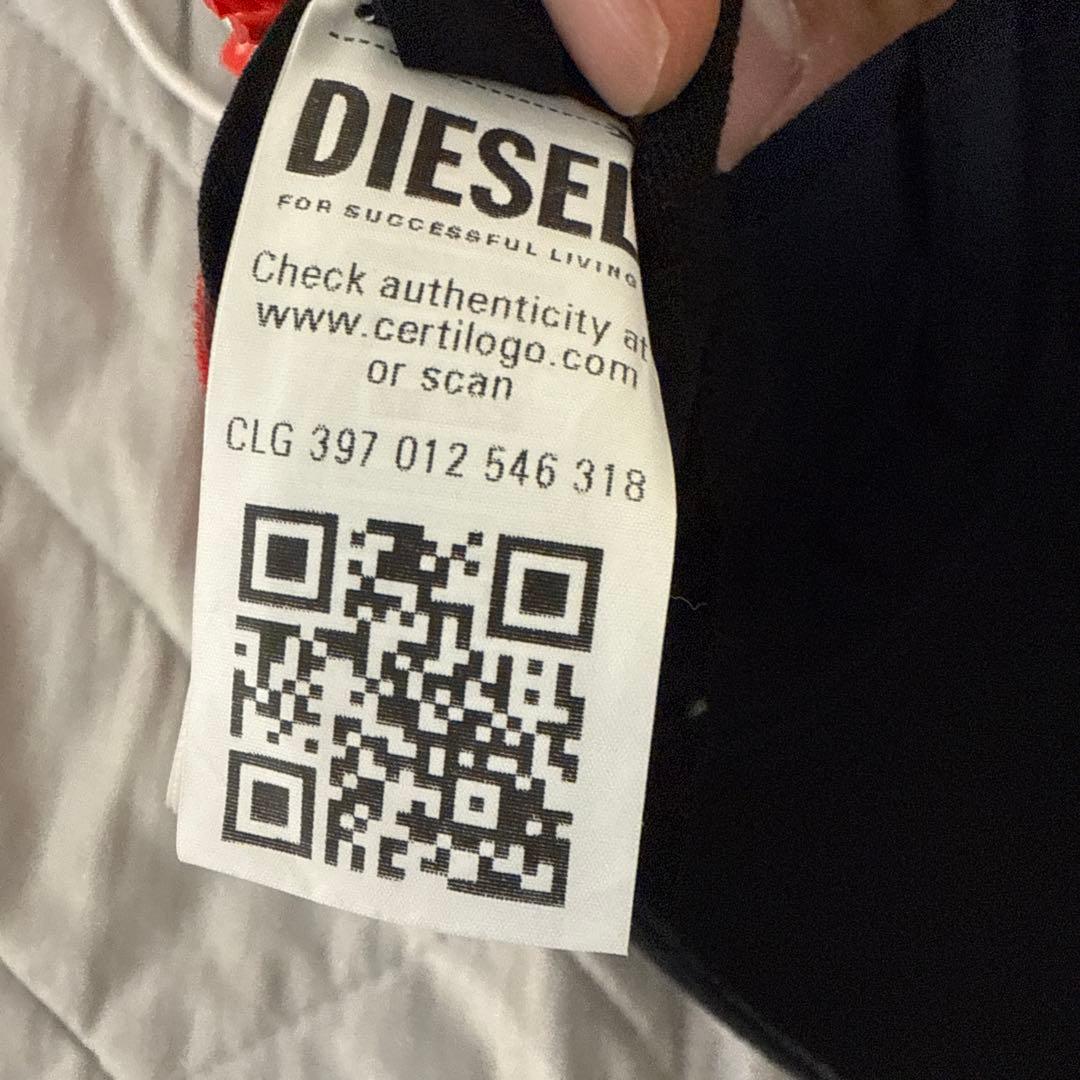 DIESEL
FOR SUCCESSFUL LIVING
Check authenticity at
www.certilogo.com
or scan
CLG 397 012 546 318